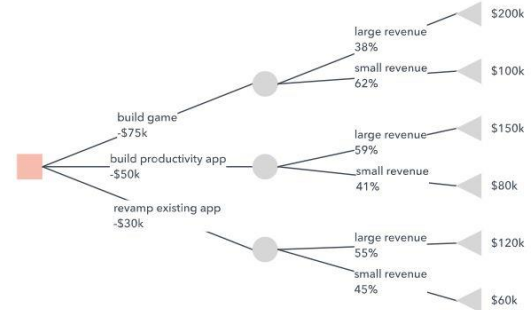 $200k
large revenue
38%
small revenue
62%
$100k
build game
-$75k
large revenue
59%
$150k
build productivity app
-$50k
small revenue
41%
$80k
revamp existing app
-$30k
large revenue
55%
$120k
small revenue
45%
$60k